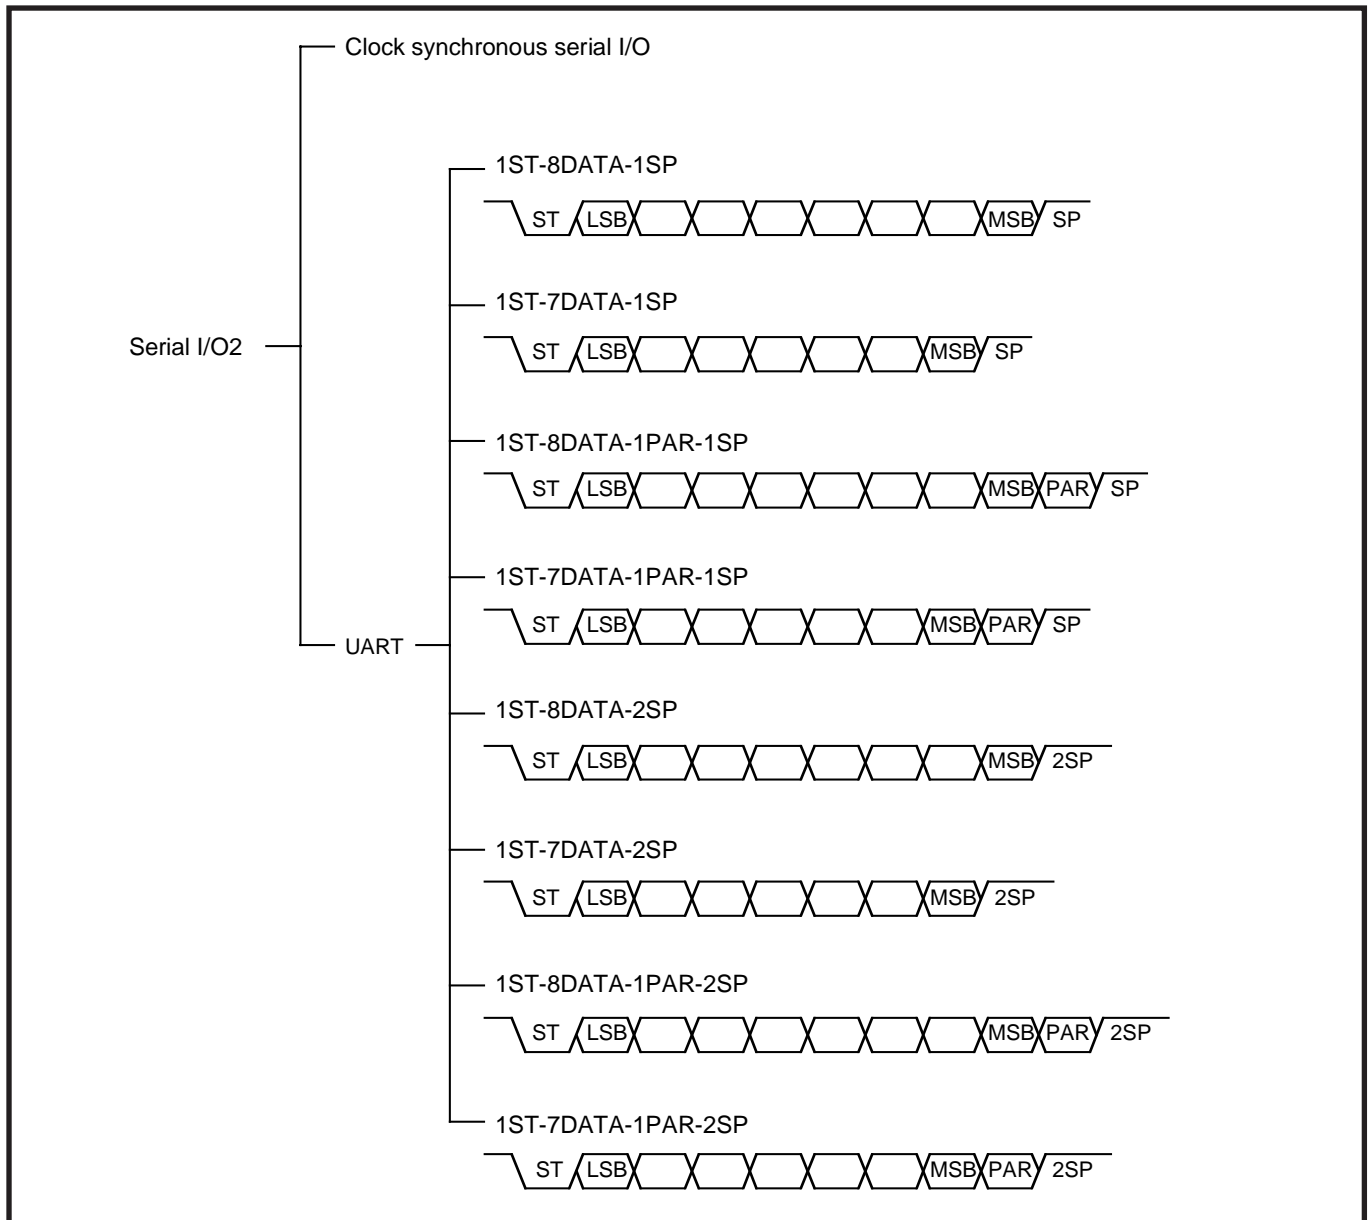 Clock synchronous serial I/O
1ST-8DATA-1SP
ST LSB MSB SP
1ST-7DATA-1SP
ST LSB MSB SP
Serial I/O2
1ST-8DATA-1PAR-1SP
ST LSB MSB PAR SP
1ST-7DATA-1PAR-1SP
ST LSB MSB PAR SP
UART
1ST-8DATA-2SP
ST LSB MSB 2SP
1ST-7DATA-2SP
ST LSB MSB 2SP
1ST-8DATA-1PAR-2SP
ST LSB MSB PAR 2SP
1ST-7DATA-1PAR-2SP
ST LSB MSB PAR 2SP